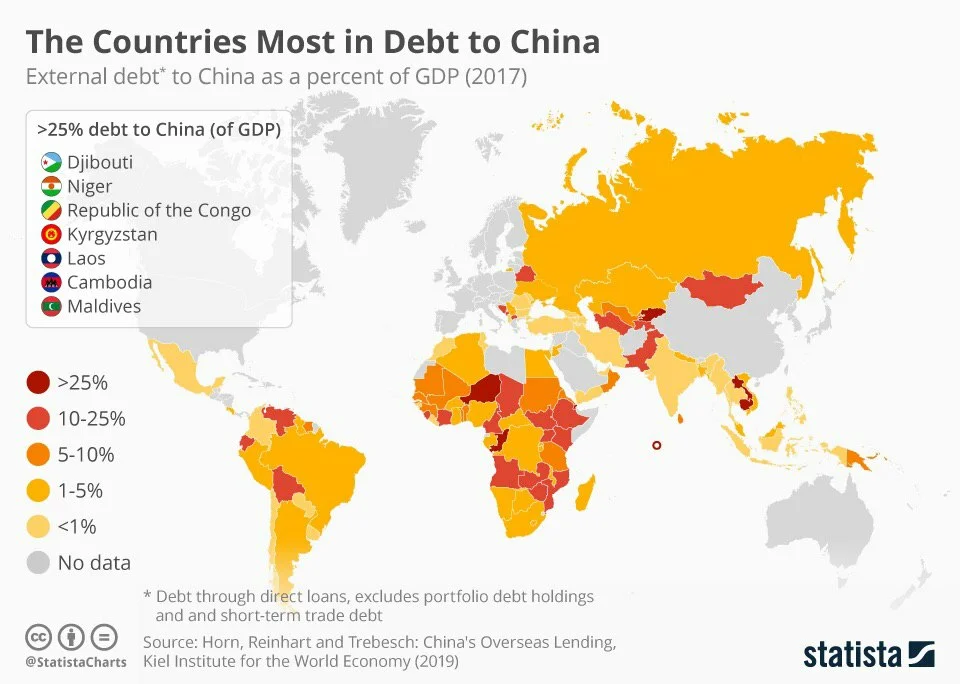 The Countries Most in Debt to China
External debt* to China as a percent of GDP (2017)
>25% debt to China (of GDP)
Djibouti
Niger
Republic of the Congo
Kyrgyzstan
Laos
Cambodia
Maldives
>25%
10-25%
5-10%
1-5%
<1%
No data
* Debt through direct loans, excludes portfolio debt holdings
and and short-term trade debt
cc
@StatistaCharts
Source: Horn, Reinhart and Trebesch: China's Overseas Lending,
Kiel Institute for the World Economy (2019)
statista